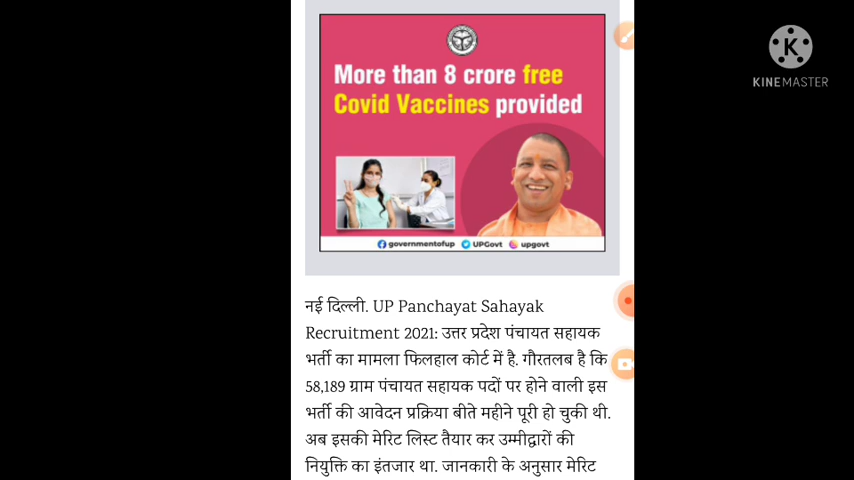 More than 8 crore free
Covid Vaccines provided
governmentofup UPGovt upgovt
K
KINEMASTER
नई दिल्ली. UP Panchayat Sahayak
Recruitment 2021: उत्तर प्रदेश पंचायत सहायक
भर्ती का मामला फिलहाल कोर्ट में है. गौरतलब है कि
58,189 ग्राम पंचायत सहायक पदों पर होने वाली इस
भर्ती की आवेदन प्रक्रिया बीते महीने पूरी हो चुकी थी.
अब इसकी मेरिट लिस्ट तैयार कर उम्मीद्वारों की
नियुक्ति का इंतजार था. जानकारी के अनुसार मेरिट